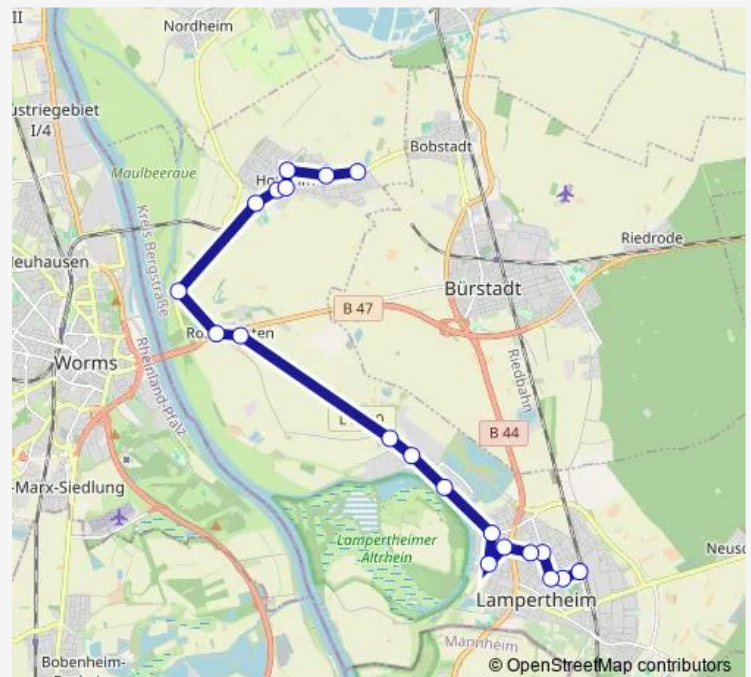 II
Nordheim
ustriegebiet
I/4
Maulbeeraue
Bobstadt
Kreis Bergstraße
Riedrode
Neuhausen
Bürstadt
B 47
Worms
Rheinland-Pfalz
Riedbahn
B 44
-Marx-Siedlung
Lampertheimer
Altrhein
Neusc
Lampertheim
Mannheim
Bobenheim-
© OpenStreetMap contributors